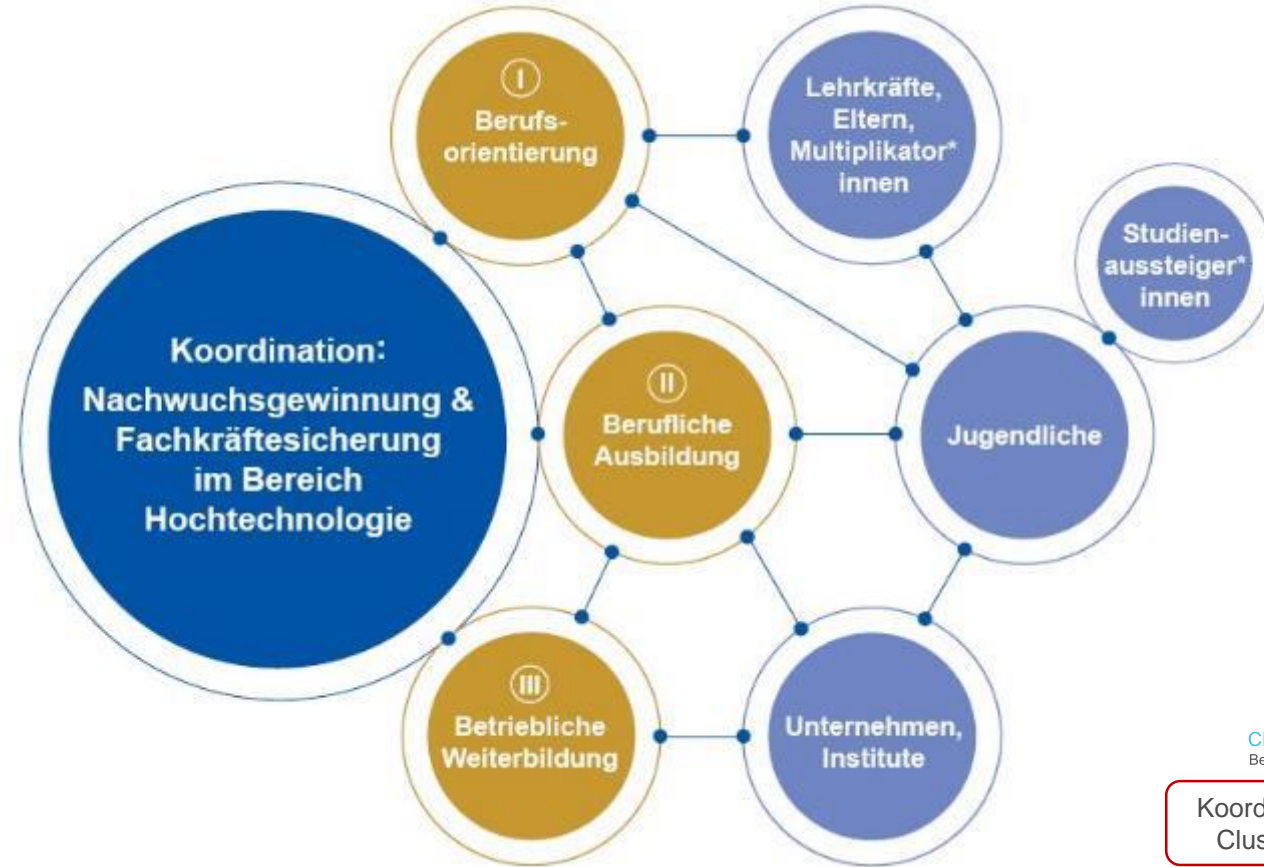 I
Berufs-
orientierung
Lehrkräfte,
Eltern,
Multiplikator*
innen
Studien-
aussteiger*
innen
Koordination:
Nachwuchsgewinnung &
Fachkräftesicherung
im Bereich
Hochtechnologie
II
Berufliche
Ausbildung
Jugendliche
III
Betriebliche
Weiterbildung
Unternehmen,
Institute